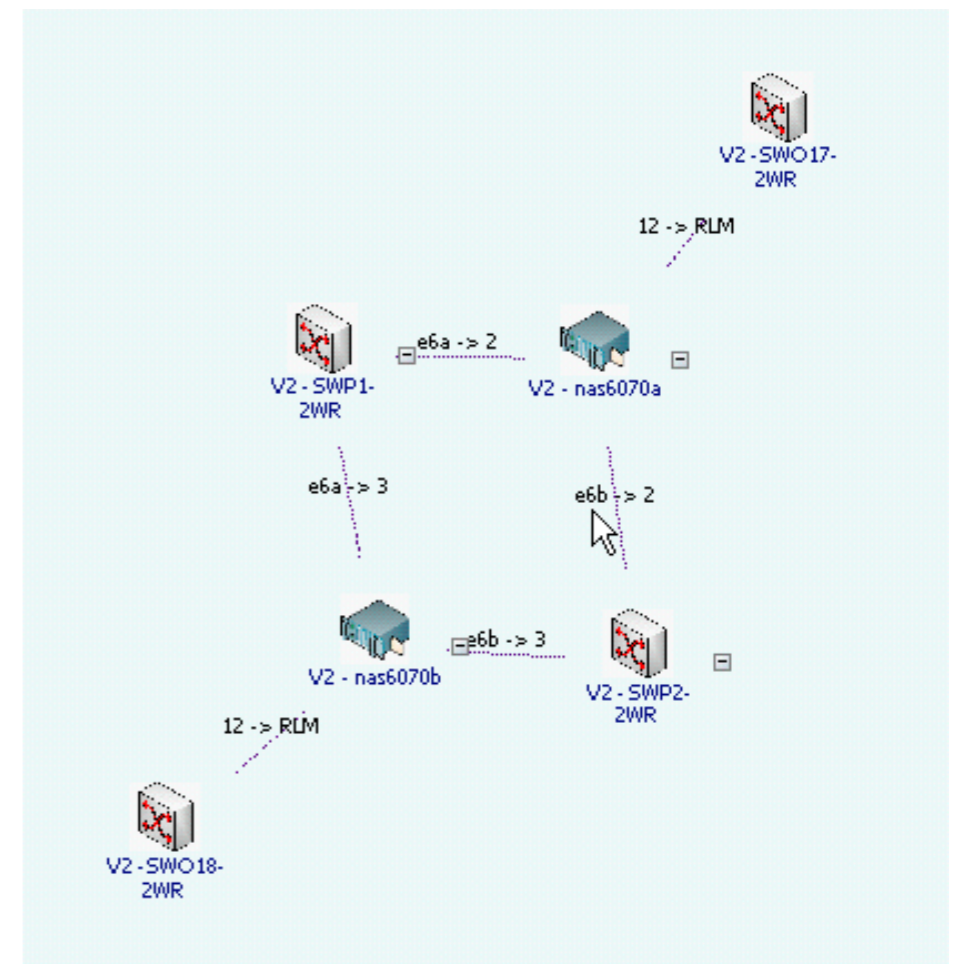 V2 - SWO17-
2WR
12 -> RLM
e6a -> 2
V2 - SWP1-
2WR
V2 - nas6070a
e6a -> 3
e6b -> 2
e6b -> 3
V2 - nas6070b
V2 - SWP2-
2WR
12 -> RLM
V2 - SWO18-
2WR